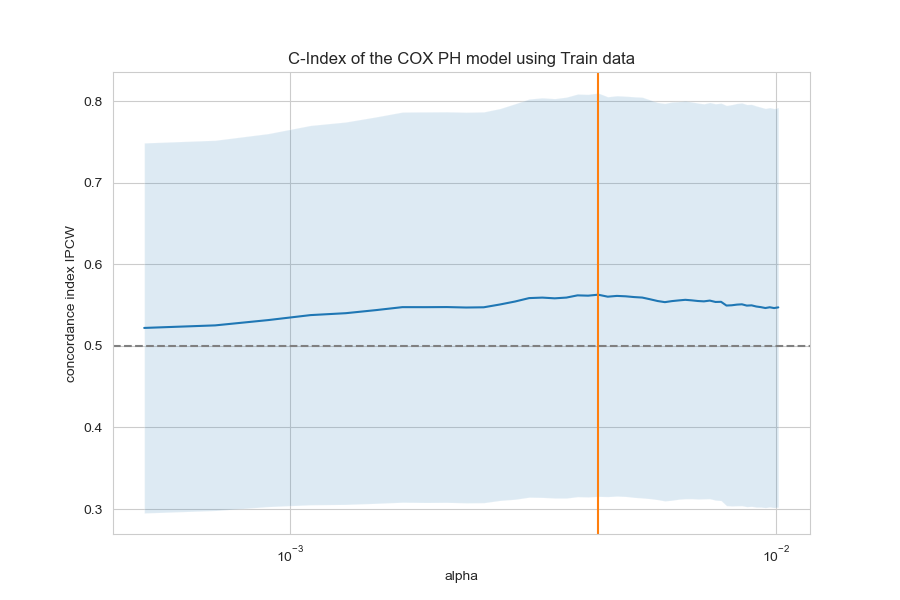 C-Index of the COX PH model using Train data
concordance index IPCW
0.8
0.7
0.6
0.5
0.4
0.3
10⁻³
10⁻²
alpha